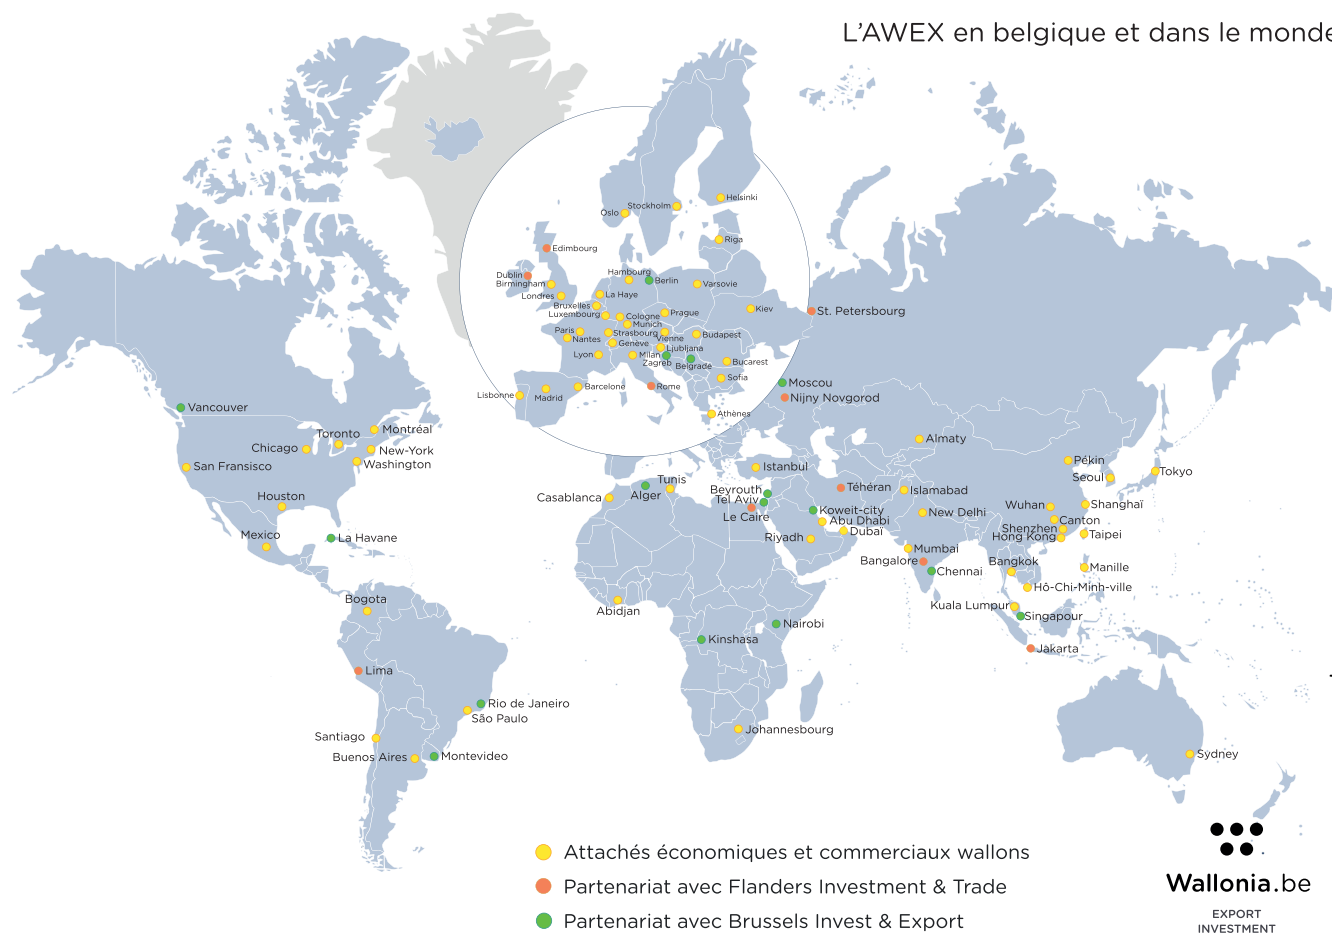 L'AWEX en belgique et dans le monde
Helsinki
Stockholm
Oslo
Riga
Edimbourg
Dublin
Hambourg
Berlin
Birmingham
Varsovie
Londres
La Haye
Bruxelles
Luxembourg
Cologne
Prague
Kiev
St. Petersbourg
Munich
Paris
Strasbourg
Nantes
Vienne
Budapest
Genève
Ljubljana
Lyon
Milan
Zagreb
Belgrade
Bucarest
Sofia
Moscou
Barcelone
Rome
Lisbonne
Madrid
Nijny Novgorod
Athènes
Vancouver
Montréal
Toronto
Chicago
New-York
Washington
San Fransisco
Houston
Mexico
La Havane
Bogota
Lima
Rio de Janeiro
São Paulo
Santiago
Buenos Aires
Montevideo
Almaty
Istanbul
Pékin
Tokyo
Seoul
Tunis
Casablanca
Alger
Beyrouth
Tel Aviv
Le Caire
Téhéran
Islamabad
Koweit-city
Abu Dhabi
Dubaï
Riyadh
New Delhi
Wuhan
Shanghaï
Canton
Shenzhen
Hong Kong
Taipei
Mumbai
Bangalore
Chennai
Bangkok
Manille
Hô-Chi-Minh-ville
Kuala Lumpur
Singapour
Jakarta
Abidjan
Nairobi
Kinshasa
Johannesbourg
Sydney
Attachés économiques et commerciaux wallons
Partenariat avec Flanders Investment & Trade
Partenariat avec Brussels Invest & Export
Wallonia.be
EXPORT
INVESTMENT